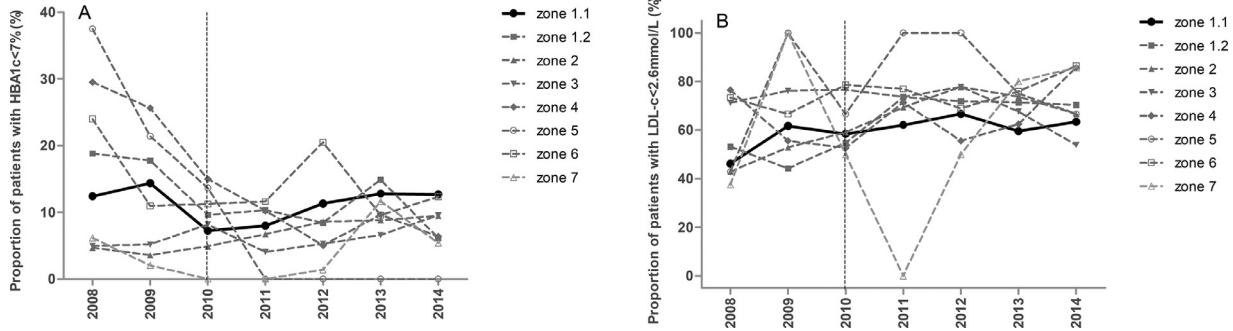 A
Proportion of patients with HBA1c<7% (%)
40
30
20
10
0
2008
2009
2010
2011
2012
2013
2014
zone 1.1
zone 1.2
zone 2
zone 3
zone 4
zone 5
zone 6
zone 7
B
Proportion of patients with LDL-c<2.6mmol/L (%)
100
80
60
40
20
0
2008
2009
2010
2011
2012
2013
2014
zone 1.1
zone 1.2
zone 2
zone 3
zone 4
zone 5
zone 6
zone 7